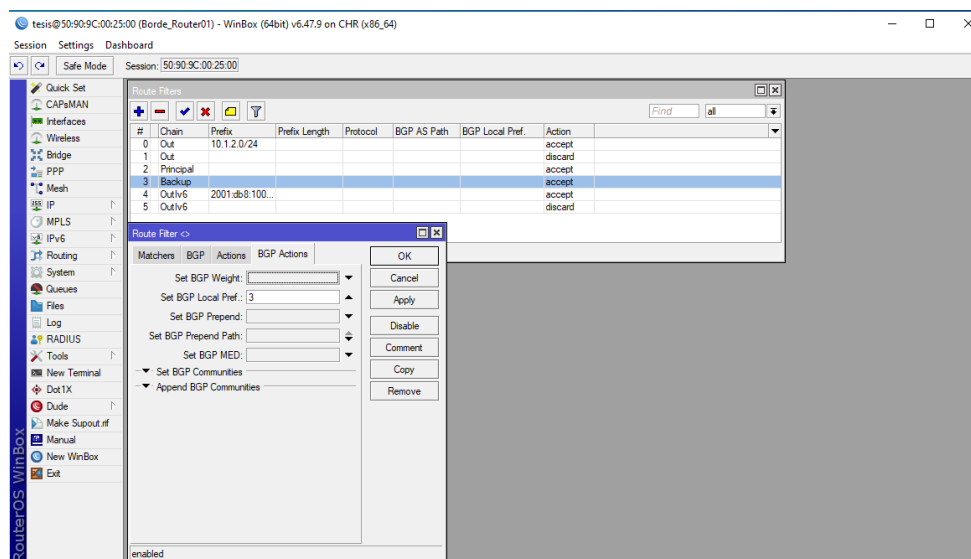 tesis@50:90:9C:00:25:00 (Borde_Router01) - WinBox (64bit) v6.47.9 on CHR (x86_64)
Session Settings Dashboard
Safe Mode Session: 50:90:9C:00:25:00
Quick Set
CAPsMAN
Interfaces
Wireless
Bridge
PPP
Mesh
IP
MPLS
IPv6
Routing
System
Queues
Files
Log
RADIUS
Tools
New Terminal
Dot1X
Dude
Make Supout.rif
Manual
New WinBox
Exit
RouterOS WinBox
Route Filters
Find all
# Chain Prefix Prefix Length Protocol BGP AS Path BGP Local Pref. Action
0 Out 10.1.2.0/24 accept
1 Out discard
2 Principal accept
3 Backup accept
4 OutIv6 2001:db8:100... accept
5 OutIv6 discard
Route Filter <>
Matchers BGP Actions BGP Actions
Set BGP Weight:
Set BGP Local Pref.: 3
Set BGP Prepend:
Set BGP Prepend Path:
Set BGP MED:
Set BGP Communities
Append BGP Communities
OK
Cancel
Apply
Disable
Comment
Copy
Remove
enabled